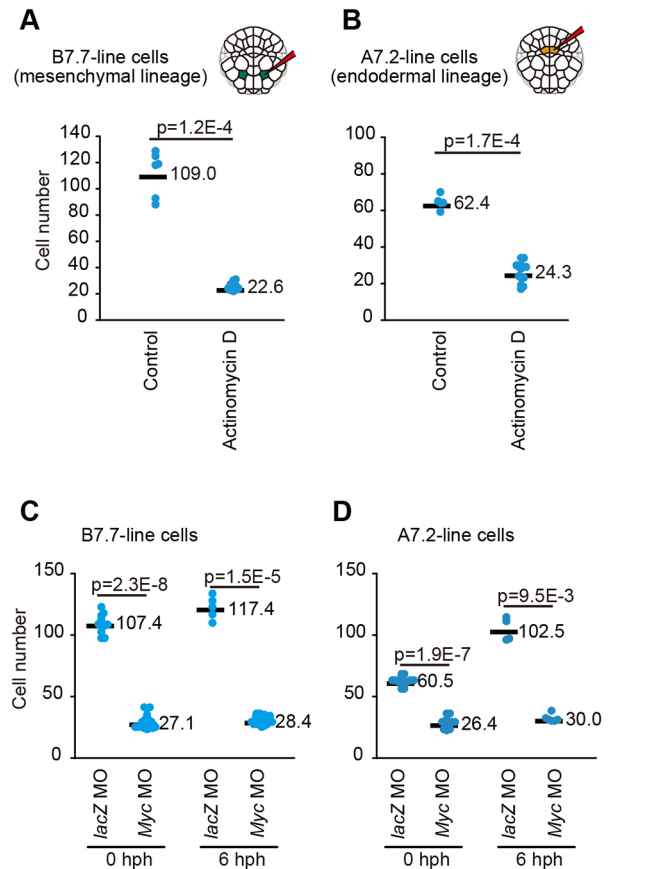 A
B7.7-line cells
(mesenchymal lineage)
B
A7.2-line cells
(endodermal lineage)
140
120
100
80
60
40
20
0
Cell number
p=1.2E-4
109.0
22.6
Control
Actinomycin D
100
80
60
40
20
0
p=1.7E-4
62.4
24.3
Control
Actinomycin D
C
B7.7-line cells
150
100
50
0
Cell number
p=2.3E-8
p=1.5E-5
107.4
117.4
27.1
28.4
lacZ MO
Myc MO
lacZ MO
Myc MO
0 hph
6 hph
D
A7.2-line cells
150
100
50
0
p=9.5E-3
102.5
p=1.9E-7
60.5
26.4
30.0
lacZ MO
Myc MO
lacZ MO
Myc MO
0 hph
6 hph